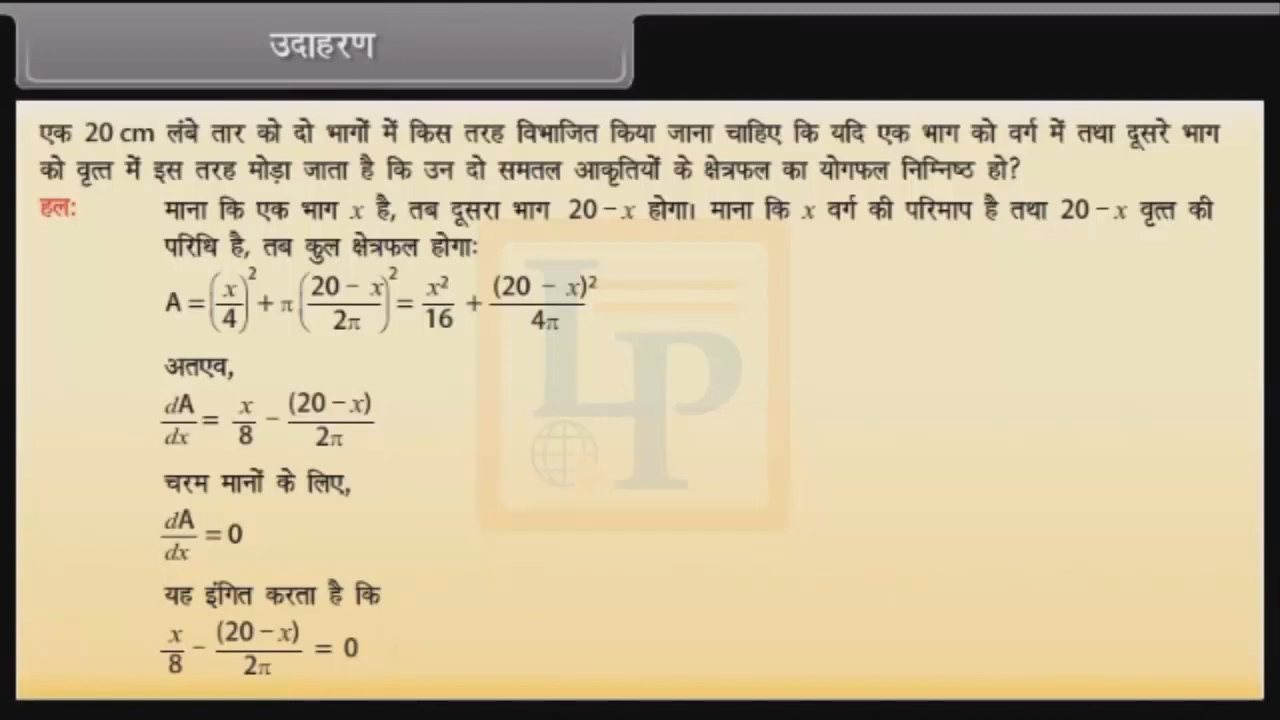 उदाहरण
एक 20 cm लंबे तार को दो भागों में किस तरह विभाजित किया जाना चाहिए कि यदि एक भाग को वर्ग में तथा दूसरे भाग
को वृत्त में इस तरह मोड़ा जाता है कि उन दो समतल आकृतियों के क्षेत्रफल का योगफल निम्निष्ठ हो?
हलः माना कि एक भाग x है, तब दूसरा भाग 20 – x होगा। माना कि x वर्ग की परिमाप है तथा 20 – x वृत्त की
परिधि है, तब कुल क्षेत्रफल होगाः
A = (x/4)² + π ((20 – x)/2π)² = x²/16 + (20 – x)²/4π
अतएव,
dA/dx = x/8 – (20 – x)/2π
चरम मानों के लिए,
dA/dx = 0
यह इंगित करता है कि
x/8 – (20 – x)/2π = 0
LP